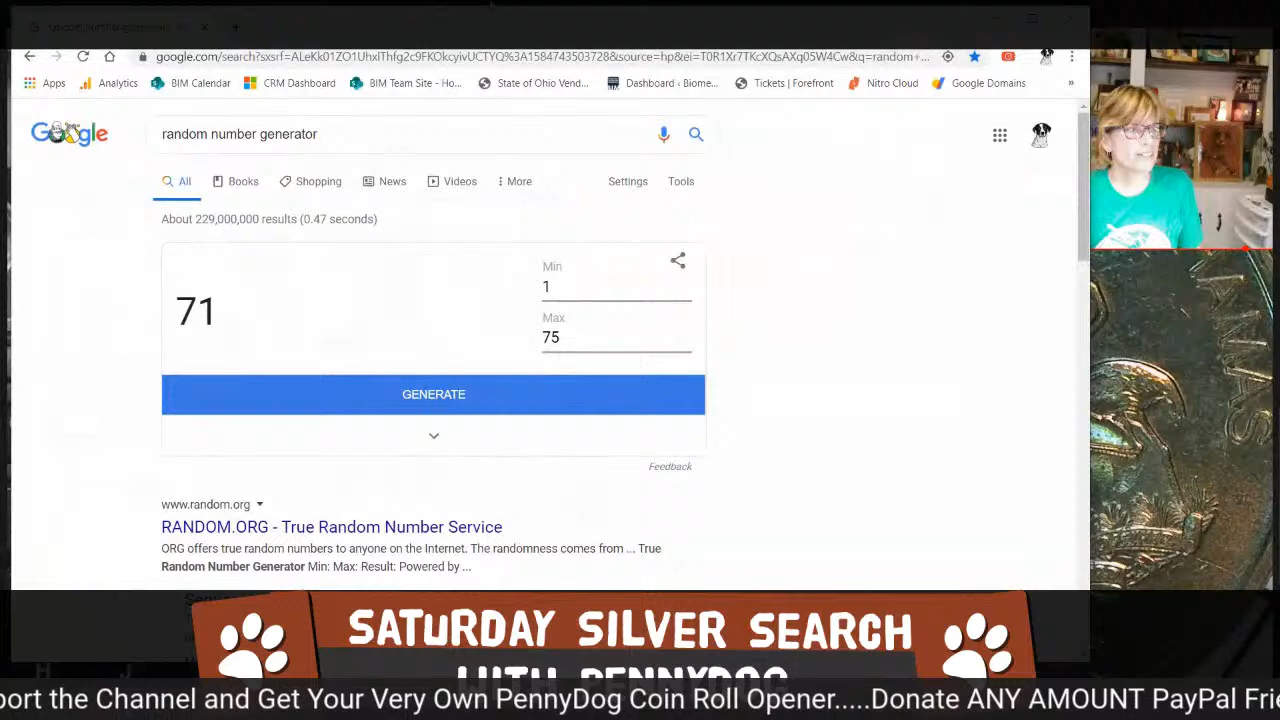 google.com/search?sxsrf=
&source=hp&ei=
&q=random+...
Apps
Analytics
BIM Calendar
CRM Dashboard
BIM Team Site - Ho...
State of Ohio Vend...
Dashboard ‹ Biome...
Tickets | Forefront
Nitro Cloud
Google Domains
»
Google
random number generator
All
Books
Shopping
News
Videos
More
Settings
Tools
About 229,000,000 results (0.47 seconds)
71
Min
1
Max
75
GENERATE
Feedback
www.random.org
RANDOM.ORG - True Random Number Service
ORG offers true random numbers to anyone on the Internet. The randomness comes from ... True
Random Number Generator Min: Max: Result: Powered by ...
SATURDAY SILVER SEARCH
WITH PENNYDOG
port the Channel and Get Your Very Own PennyDog Coin Roll Opener.....Donate ANY AMOUNT PayPal Frie